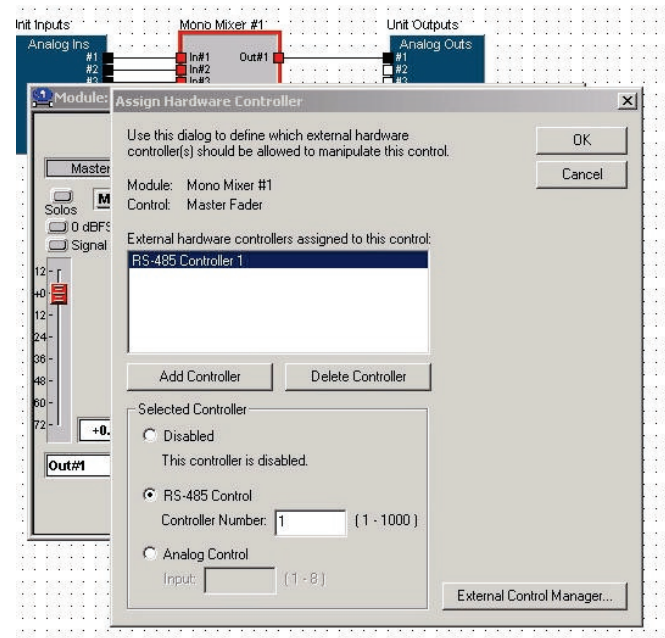 nit Inputs
Mono Mixer #1
Unit Outputs
Analog Ins
#1
#2
#3
In#1
In#2
In#3
Out#1
Analog Outs
#1
#2
#3
Module:
Master
Solos
M
0 dBFS
Signal
12
+0
12
24
36
48
60
72
+0.
Out#1
Assign Hardware Controller
Use this dialog to define which external hardware
controller(s) should be allowed to manipulate this control.
OK
Cancel
Module: Mono Mixer #1
Control: Master Fader
External hardware controllers assigned to this control:
RS-485 Controller 1
Add Controller
Delete Controller
Selected Controller
Disabled
This controller is disabled.
RS-485 Control
Controller Number: 1 (1 - 1000)
Analog Control
Input: (1 - 8)
External Control Manager...